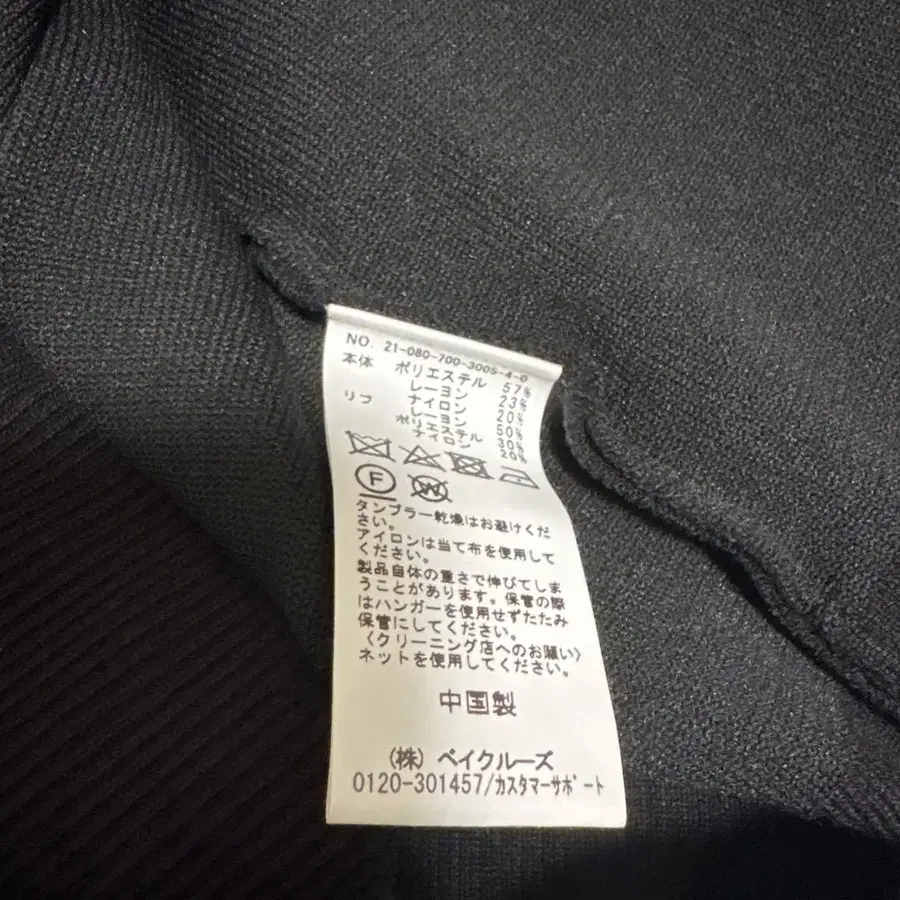 NO. 21-080-700-3005-4-0
本体 ポリエステル 57%
レーヨン 23%
ナイロン 20%
リブ レーヨン 50%
ポリエステル 30%
ナイロン 20%
F W
タンブラー乾燥はお避けくだ
さい。
アイロンは当て布を使用して
ください。
製品自体の重さで伸びてしま
うことがあります。保管の際
はハンガーを使用せずたたみ
保管にしてください。
〈クリーニング店へのお願い〉
ネットを使用してください。
中国製
(株) ベイクルーズ
0120-301457/カスタマーサポート